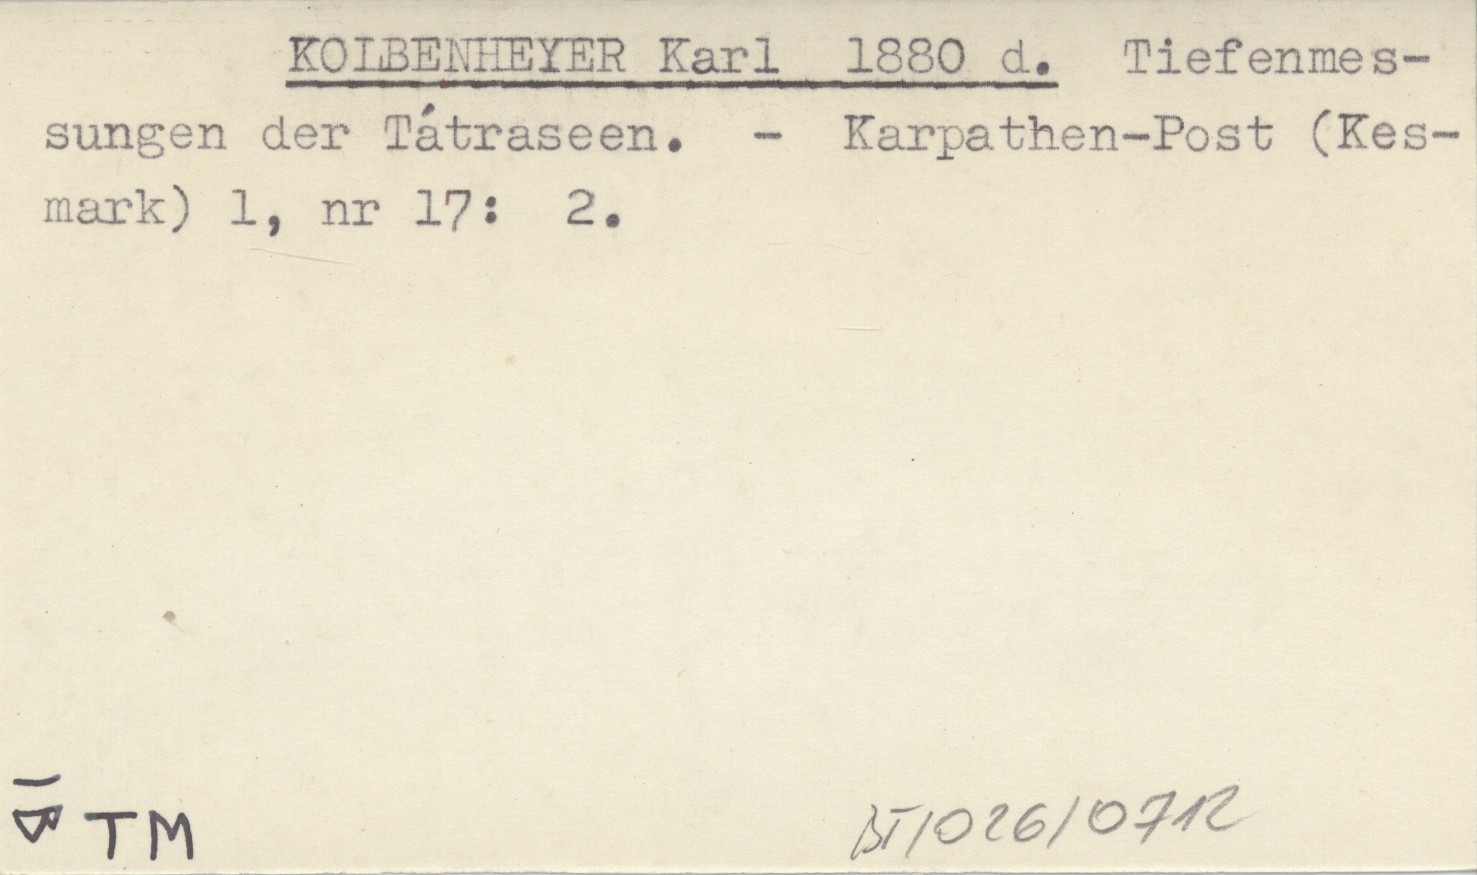 KOLBENHEYER Karl 1880 d. Tiefenmes-
sungen der Tátraseen. - Karpathen-Post (Kes-
mark) 1, nr 17: 2.
TM
BT/026/0712